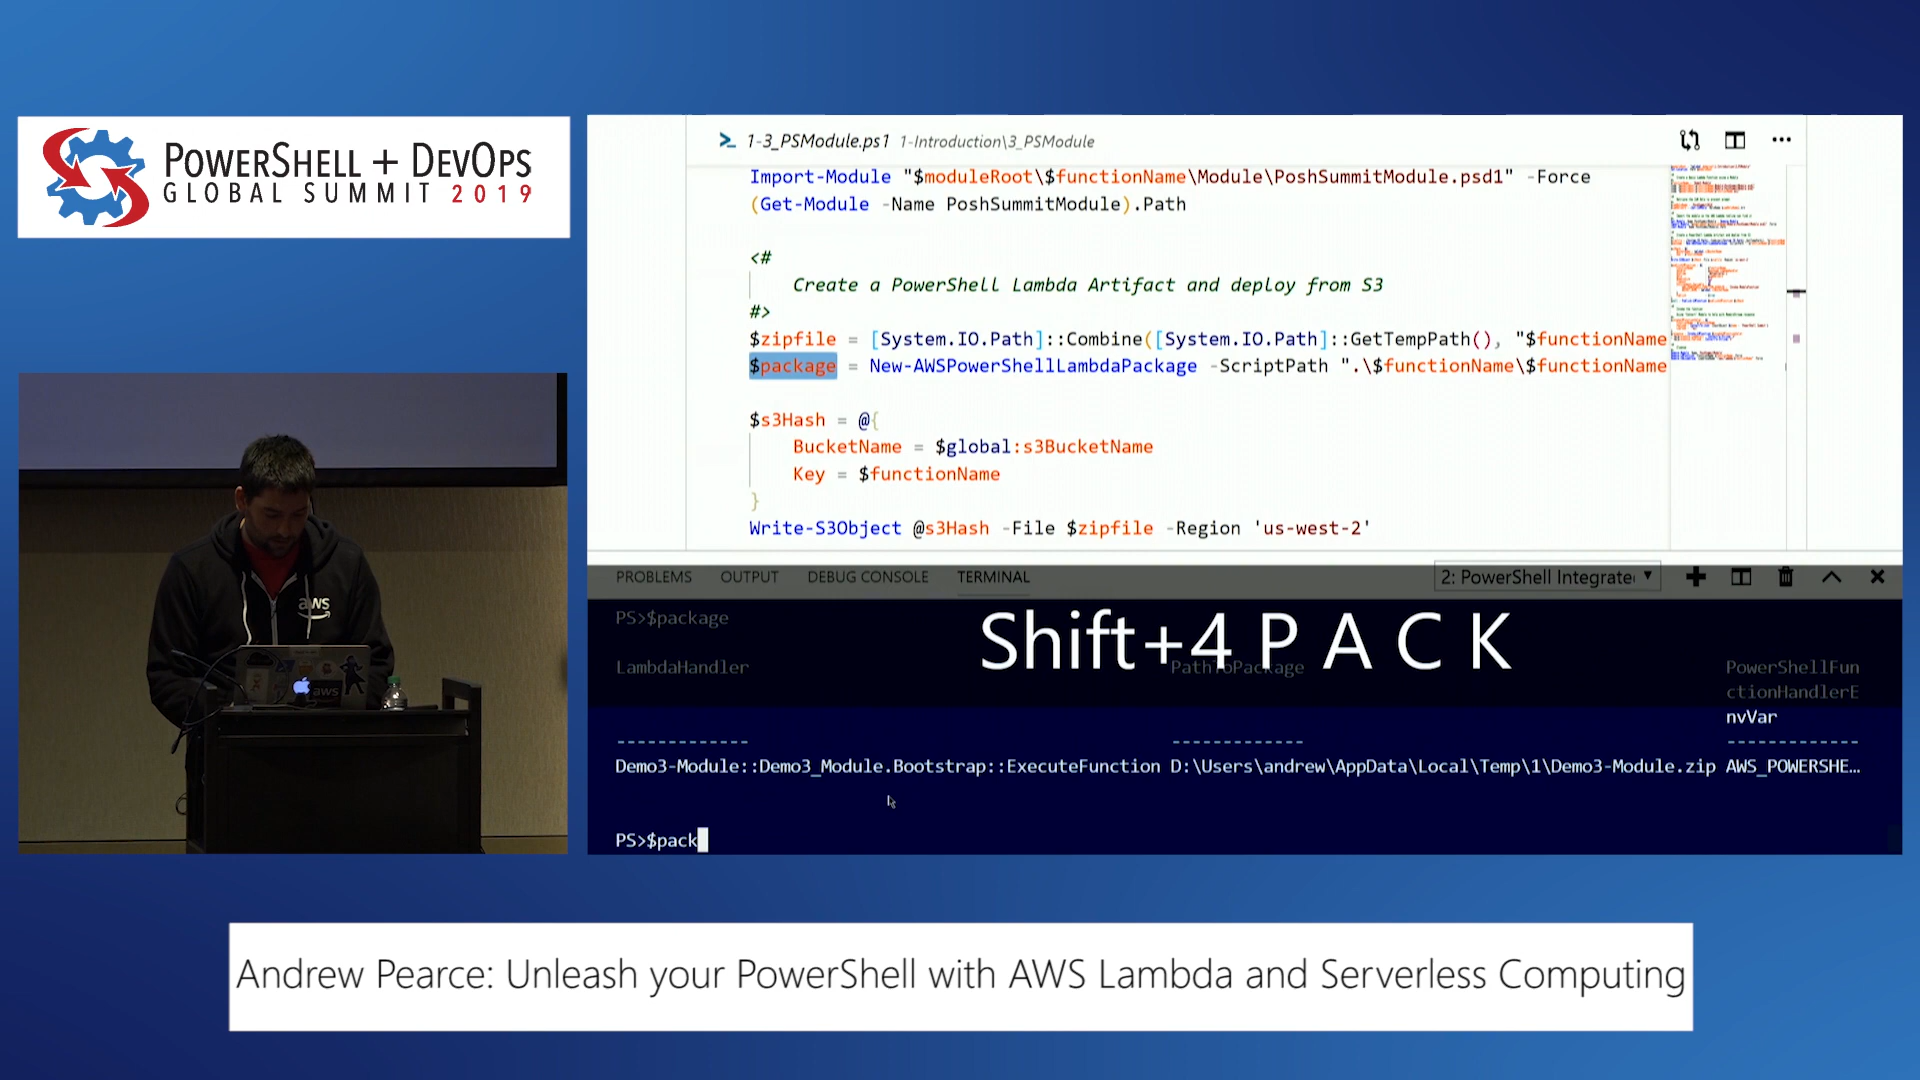 POWERSHELL + DEVOPS
GLOBAL SUMMIT 2019
aws
aws
1-3_PSModule.ps1 1-Introduction\3_PSModule
Import-Module "$moduleRoot\$functionName\Module\PoshSummitModule.psd1" -Force
(Get-Module -Name PoshSummitModule).Path
<#
Create a PowerShell Lambda Artifact and deploy from S3
#>
$zipfile = [System.IO.Path]::Combine([System.IO.Path]::GetTempPath(), "$functionName
$package = New-AWSPowerShellLambdaPackage -ScriptPath ".\$functionName\$functionName
$s3Hash = @{
BucketName = $global:s3BucketName
Key = $functionName
}
Write-S3Object @s3Hash -File $zipfile -Region 'us-west-2'
PROBLEMS OUTPUT DEBUG CONSOLE TERMINAL 2: PowerShell Integrate
Shift+4 P A C K
PS>$package
LambdaHandler PathToPackage PowerShellFun
ctionHandlerE
nvVar
------------- ------------- -------------
Demo3-Module::Demo3_Module.Bootstrap::ExecuteFunction D:\Users\andrew\AppData\Local\Temp\1\Demo3-Module.zip AWS_POWERSHE…
PS>$pack
Andrew Pearce: Unleash your PowerShell with AWS Lambda and Serverless Computing